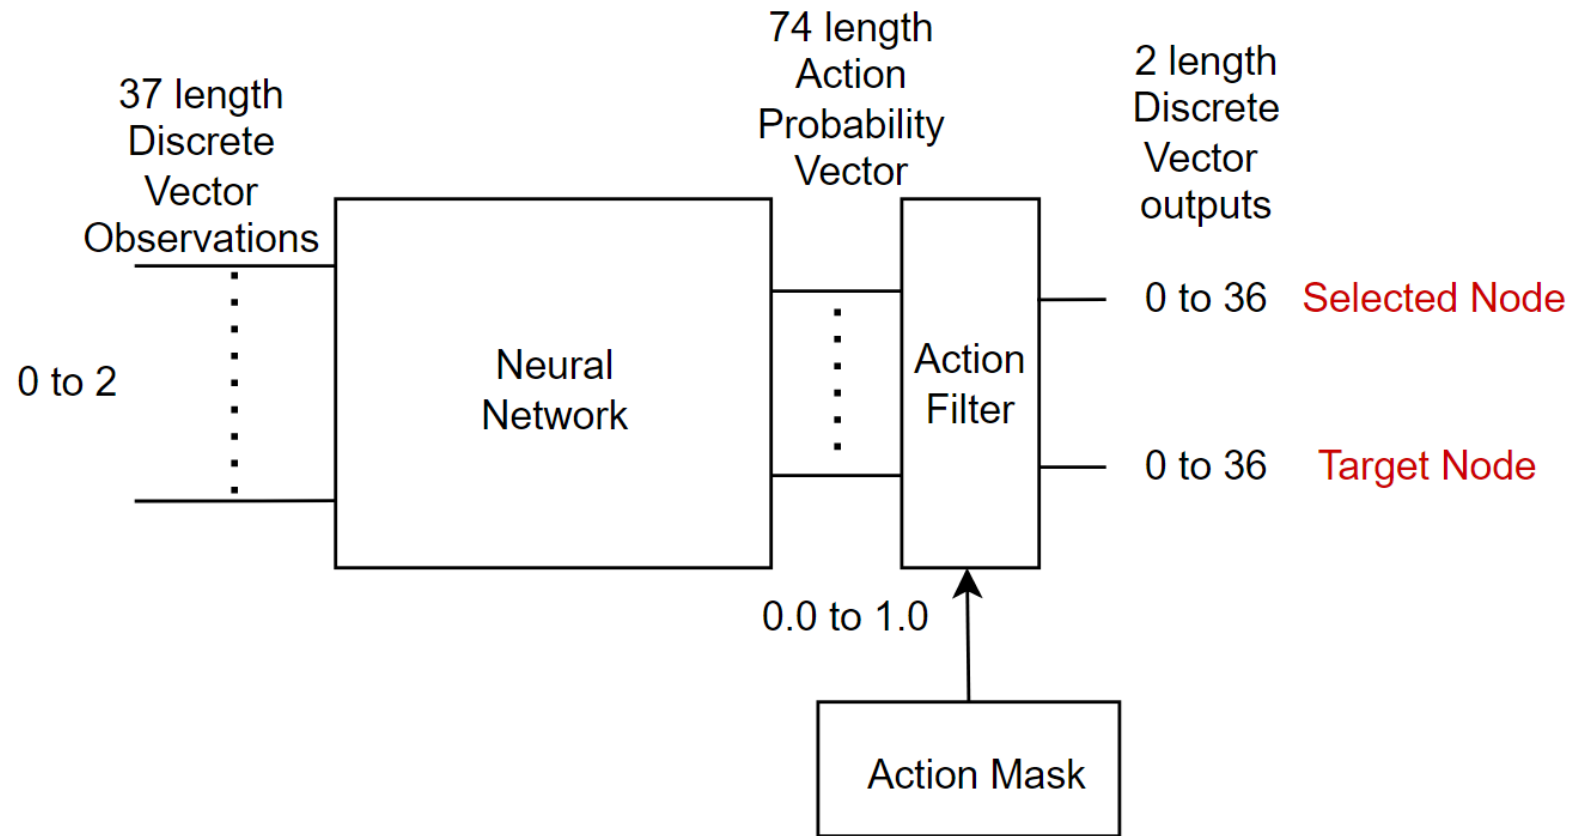 37 length
Discrete
Vector
Observations
0 to 2
Neural
Network
74 length
Action
Probability
Vector
0.0 to 1.0
Action
Filter
Action Mask
2 length
Discrete
Vector
outputs
0 to 36 Selected Node
0 to 36 Target Node